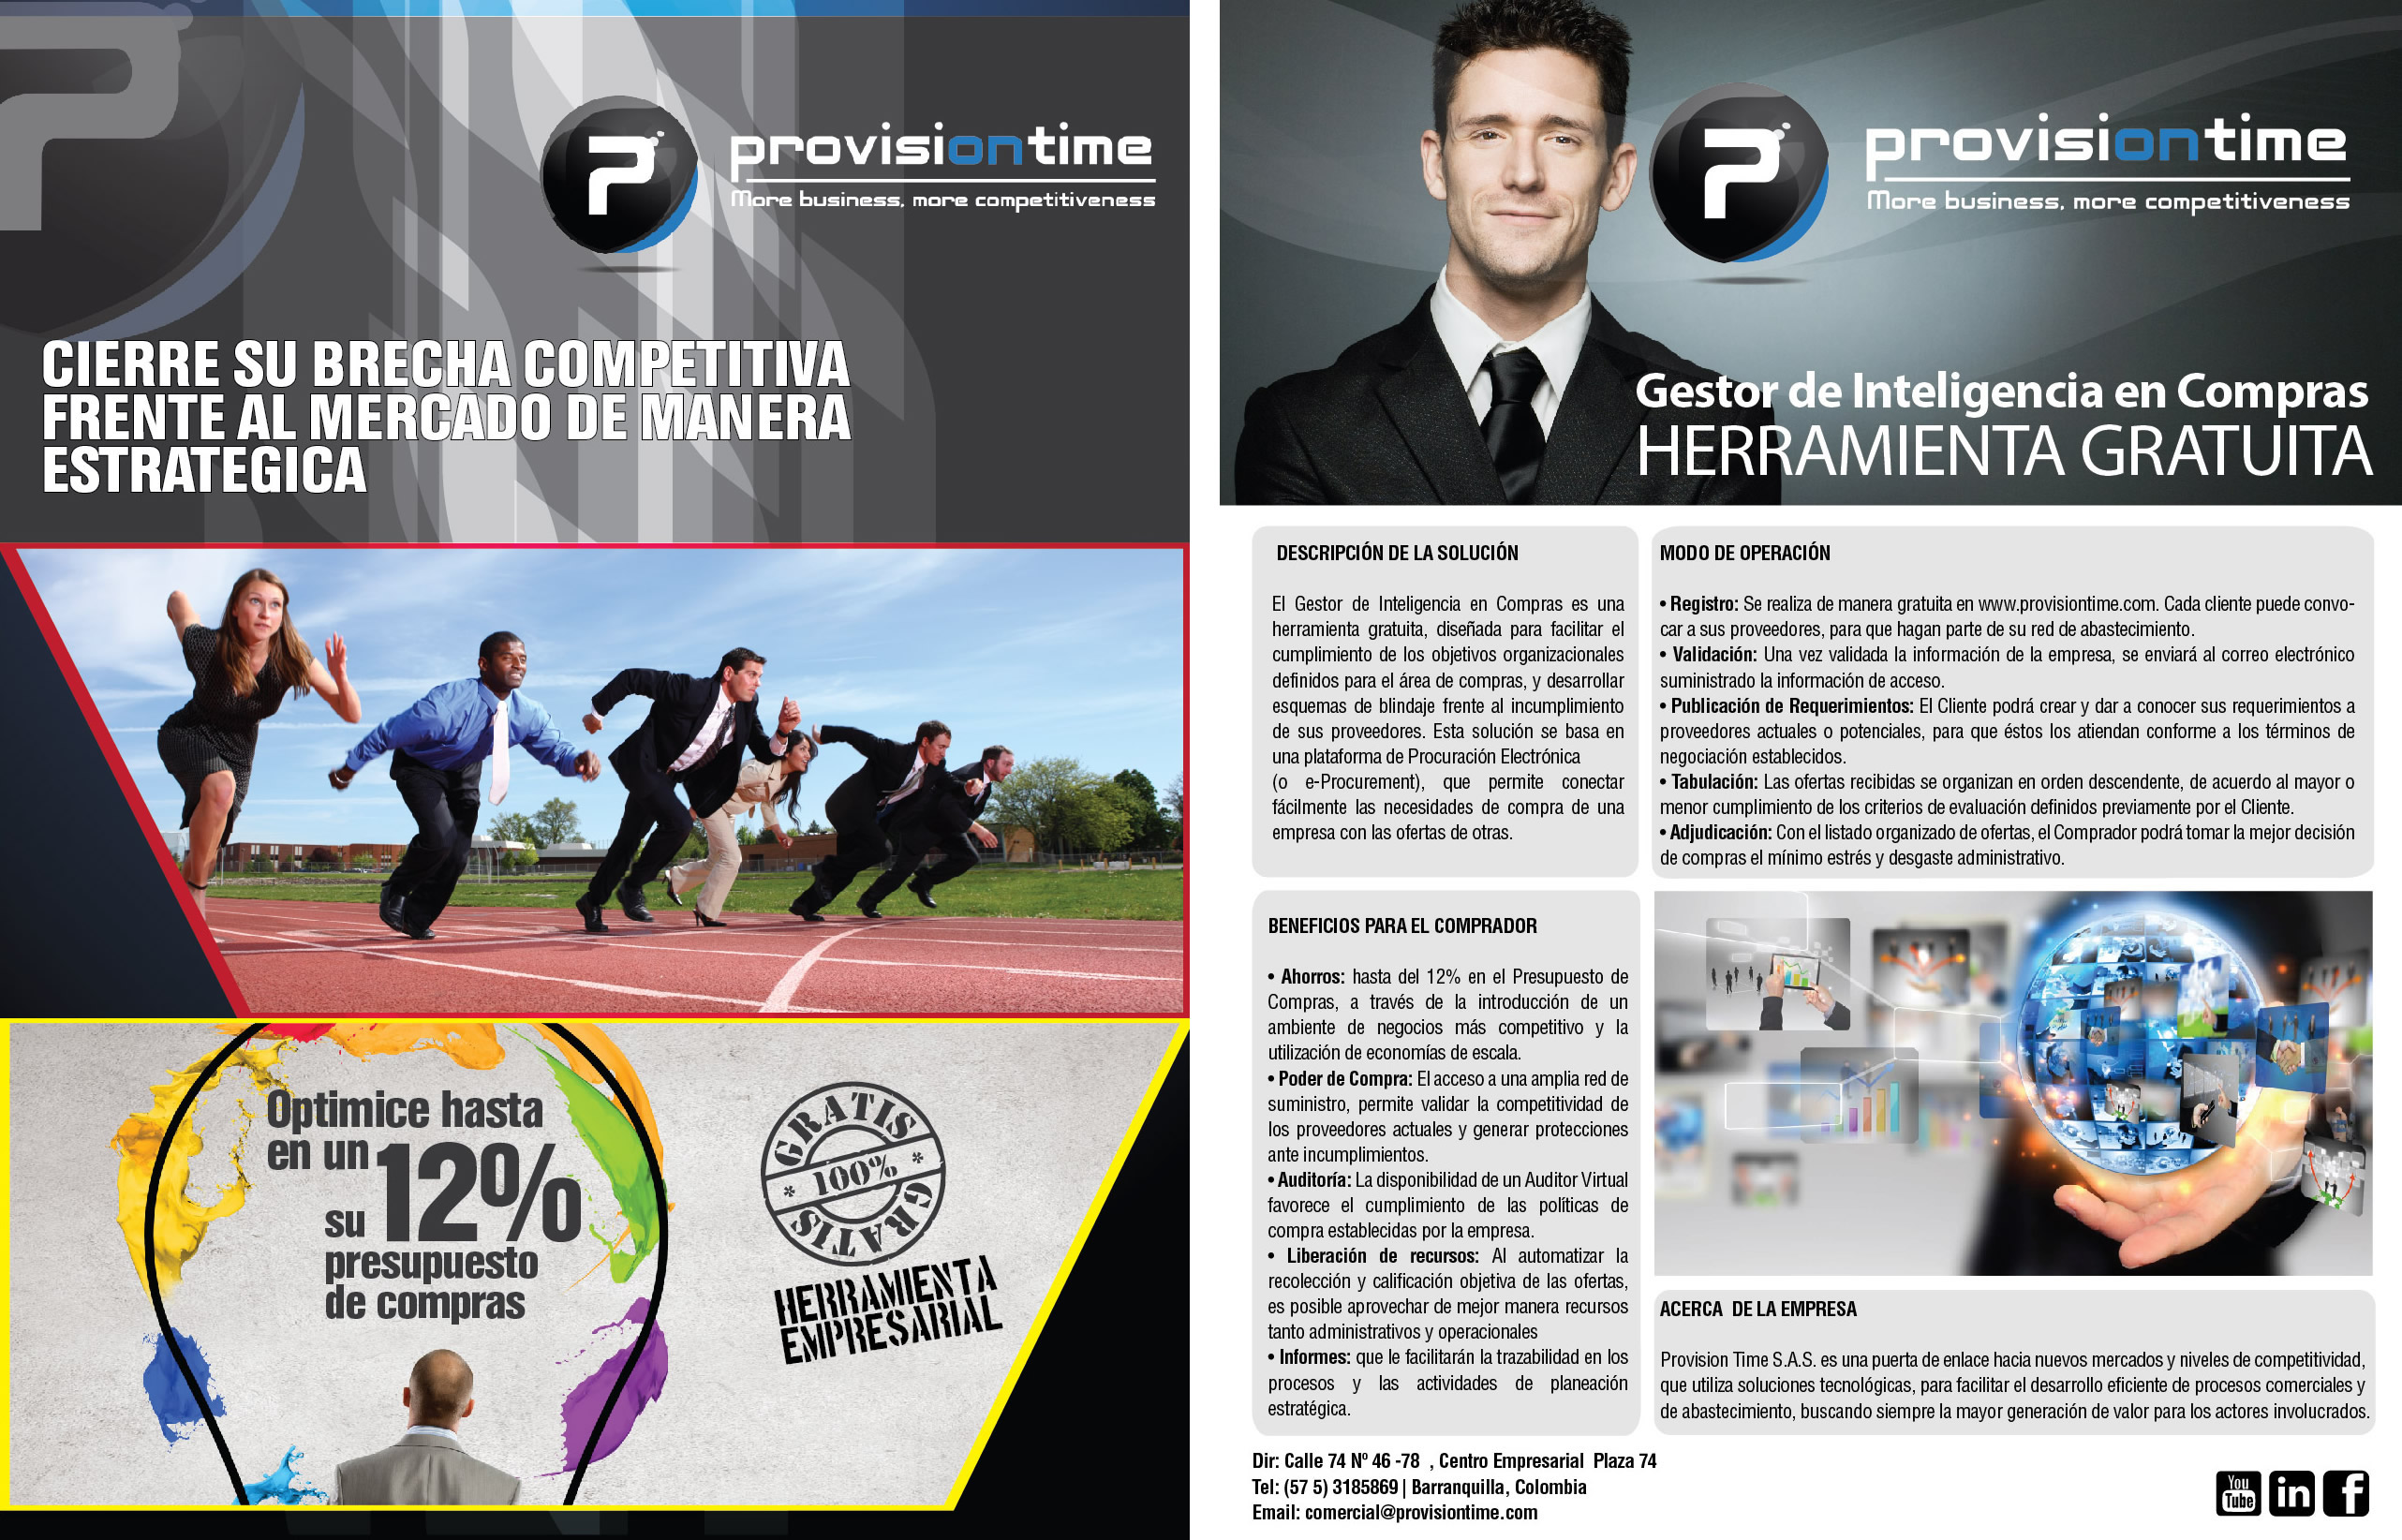 provisiontime
More business, more competitiveness
CIERRE SU BRECHA COMPETITIVA
FRENTE AL MERCADO DE MANERA
ESTRATEGICA
Optimice hasta
en un 12%
su
presupuesto
de compras
GRATIS
* 100% *
GRATIS
HERRAMIENTA
EMPRESARIAL
provisiontime
More business, more competitiveness
Gestor de Inteligencia en Compras
HERRAMIENTA GRATUITA
DESCRIPCIÓN DE LA SOLUCIÓN
El Gestor de Inteligencia en Compras es una
herramienta gratuita, diseñada para facilitar el
cumplimiento de los objetivos organizacionales
definidos para el área de compras, y desarrollar
esquemas de blindaje frente al incumplimiento
de sus proveedores. Esta solución se basa en
una plataforma de Procuración Electrónica
(o e-Procurement), que permite conectar
fácilmente las necesidades de compra de una
empresa con las ofertas de otras.
MODO DE OPERACIÓN
• Registro: Se realiza de manera gratuita en www.provisiontime.com. Cada cliente puede convo-
car a sus proveedores, para que hagan parte de su red de abastecimiento.
• Validación: Una vez validada la información de la empresa, se enviará al correo electrónico
suministrado la información de acceso.
• Publicación de Requerimientos: El Cliente podrá crear y dar a conocer sus requerimientos a
proveedores actuales o potenciales, para que éstos los atiendan conforme a los términos de
negociación establecidos.
• Tabulación: Las ofertas recibidas se organizan en orden descendente, de acuerdo al mayor o
menor cumplimiento de los criterios de evaluación definidos previamente por el Cliente.
• Adjudicación: Con el listado organizado de ofertas, el Comprador podrá tomar la mejor decisión
de compras el mínimo estrés y desgaste administrativo.
BENEFICIOS PARA EL COMPRADOR
• Ahorros: hasta del 12% en el Presupuesto de
Compras, a través de la introducción de un
ambiente de negocios más competitivo y la
utilización de economías de escala.
• Poder de Compra: El acceso a una amplia red de
suministro, permite validar la competitividad de
los proveedores actuales y generar protecciones
ante incumplimientos.
• Auditoría: La disponibilidad de un Auditor Virtual
favorece el cumplimiento de las políticas de
compra establecidas por la empresa.
• Liberación de recursos: Al automatizar la
recolección y calificación objetiva de las ofertas,
es posible aprovechar de mejor manera recursos
tanto administrativos y operacionales
• Informes: que le facilitarán la trazabilidad en los
procesos y las actividades de planeación
estratégica.
ACERCA DE LA EMPRESA
Provision Time S.A.S. es una puerta de enlace hacia nuevos mercados y niveles de competitividad,
que utiliza soluciones tecnológicas, para facilitar el desarrollo eficiente de procesos comerciales y
de abastecimiento, buscando siempre la mayor generación de valor para los actores involucrados.
Dir: Calle 74 Nº 46 -78 , Centro Empresarial Plaza 74
Tel: (57 5) 3185869 | Barranquilla, Colombia
Email: comercial@provisiontime.com
You
Tube
in
f